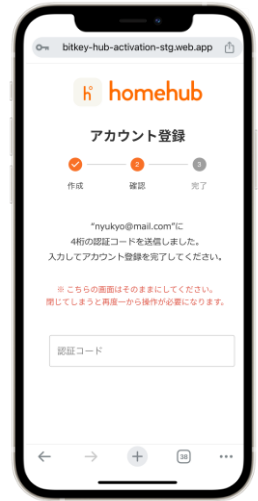 bitkey-hub-activation-stg.web.app
h homehub
アカウント登録
2 3
作成 確認 完了
"nyukyo@mail.com"に
4桁の認証コードを送信しました。
入力してアカウント登録を完了してください。
※ こちらの画面はそのままにしてください。
閉じてしまうと再度一から操作が必要になります。
認証コード
38